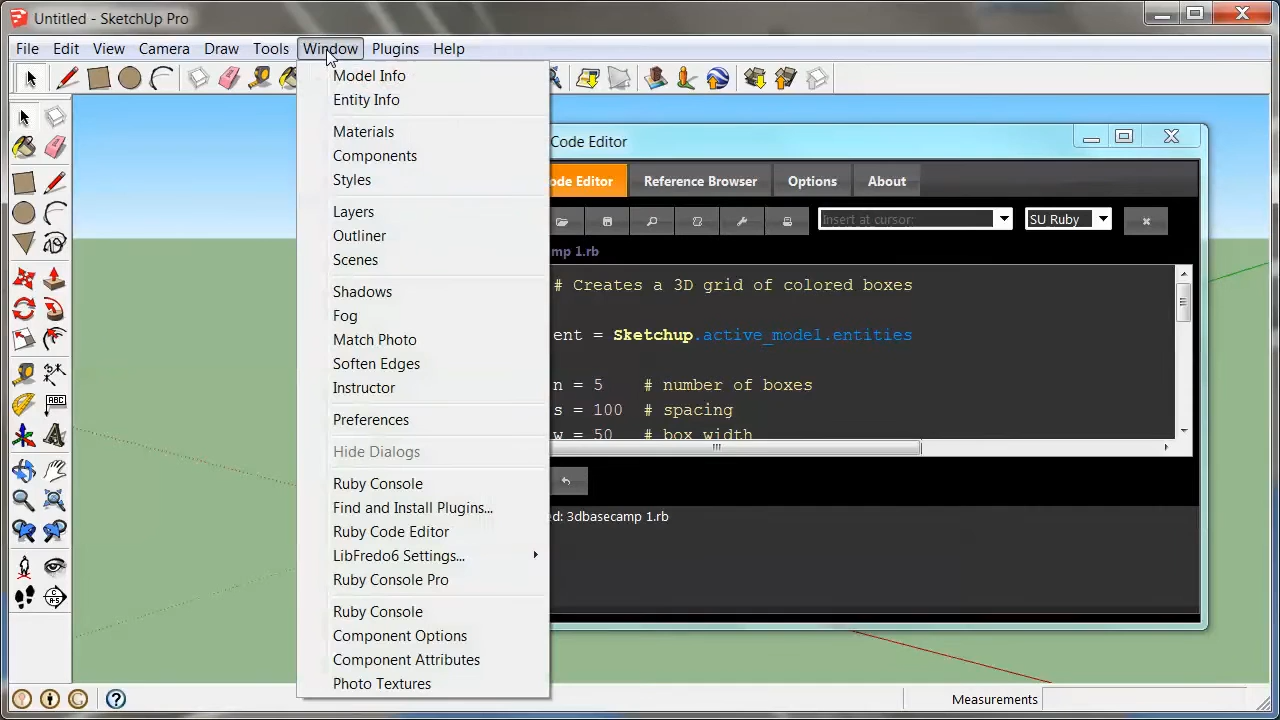 Untitled - SketchUp Pro
File Edit View Camera Draw Tools Window Plugins Help
Model Info
Entity Info
Materials
Components
Styles
Layers
Outliner
Scenes
Shadows
Fog
Match Photo
Soften Edges
Instructor
Preferences
Hide Dialogs
Ruby Console
Find and Install Plugins...
Ruby Code Editor
LibFredo6 Settings...
Ruby Console Pro
Ruby Console
Component Options
Component Attributes
Photo Textures
Code Editor
ode Editor Reference Browser Options About
Insert at cursor: SU Ruby
mp 1.rb
# Creates a 3D grid of colored boxes
ent = Sketchup.active_model.entities
n = 5 # number of boxes
s = 100 # spacing
w = 50 # box width
ed: 3dbasecamp 1.rb
ABC
Measurements